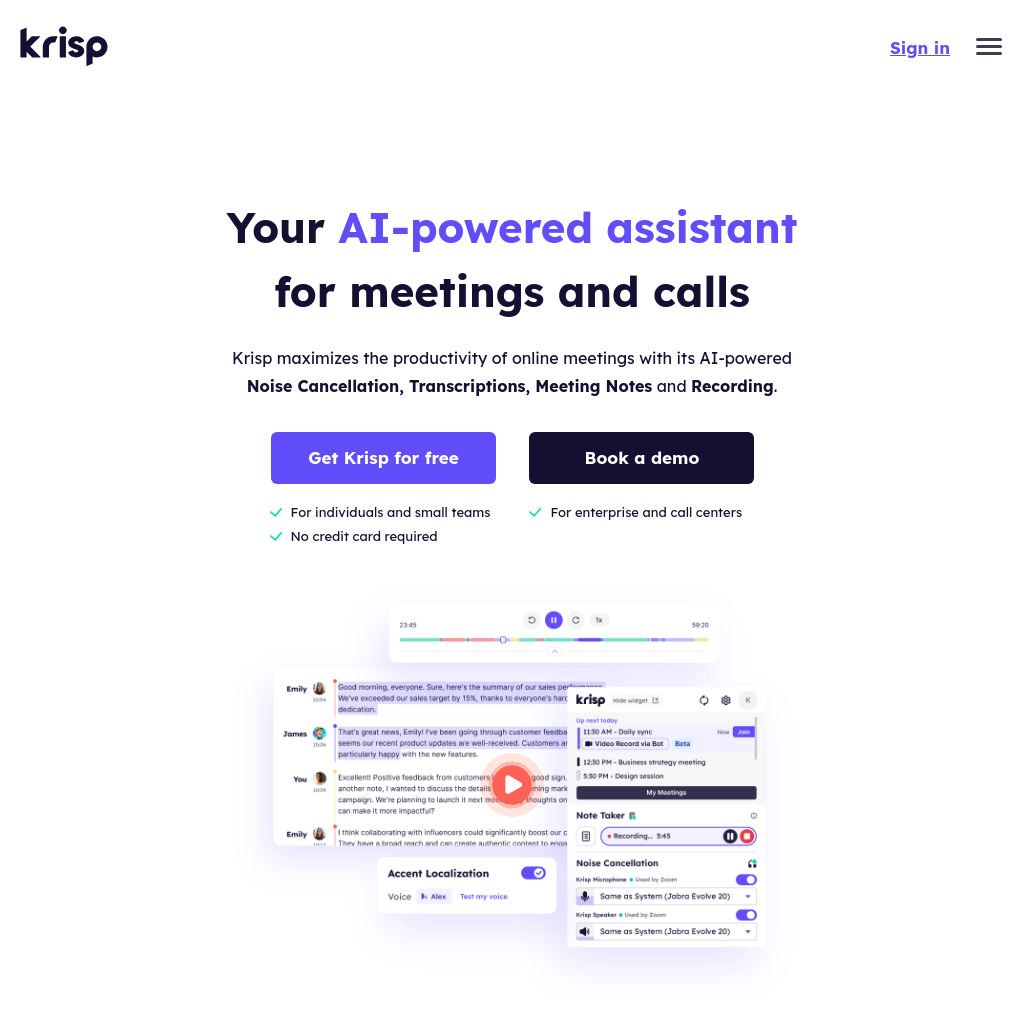 krisp
Sign in
Your AI-powered assistant
for meetings and calls
Krisp maximizes the productivity of online meetings with its AI-powered
Noise Cancellation, Transcriptions, Meeting Notes and Recording.
Get Krisp for free
Book a demo
For individuals and small teams
No credit card required
For enterprise and call centers
23:45
1x
59:20
Emily
10:04
Good morning, everyone. Sure, here's the summary of our sales performance.
We've exceeded our sales target by 15%, thanks to everyone's hard
dedication.
James
10:06
That's great news, Emily! I've been going through customer feedba
seems our recent product updates are well-received. Customers ar
particularly happy with the new features.
You
10:09
Excellent! Positive feedback from customers good sign.
another note, I wanted to discuss the details ming mark
campaign. We're planning to launch it next mon thoughts on
can make it more impactful?
Emily
10:12
I think collaborating with influencers could significantly boost our c
They have a broad reach and can create authentic content to engag
krisp
Hide widget
K
Up next today
11:30 AM - Daily sync
Now
Join
Video Record via Bot
Beta
12:30 PM - Business strategy meeting
5:30 PM - Design session
My Meetings
Note Taker
Recording... 5:45
Noise Cancellation
Krisp Microphone
Used by Zoom
Same as System (Jabra Evolve 20)
Krisp Speaker
Used by Zoom
Same as System (Jabra Evolve 20)
Accent Localization
Voice
Alex
Test my voice